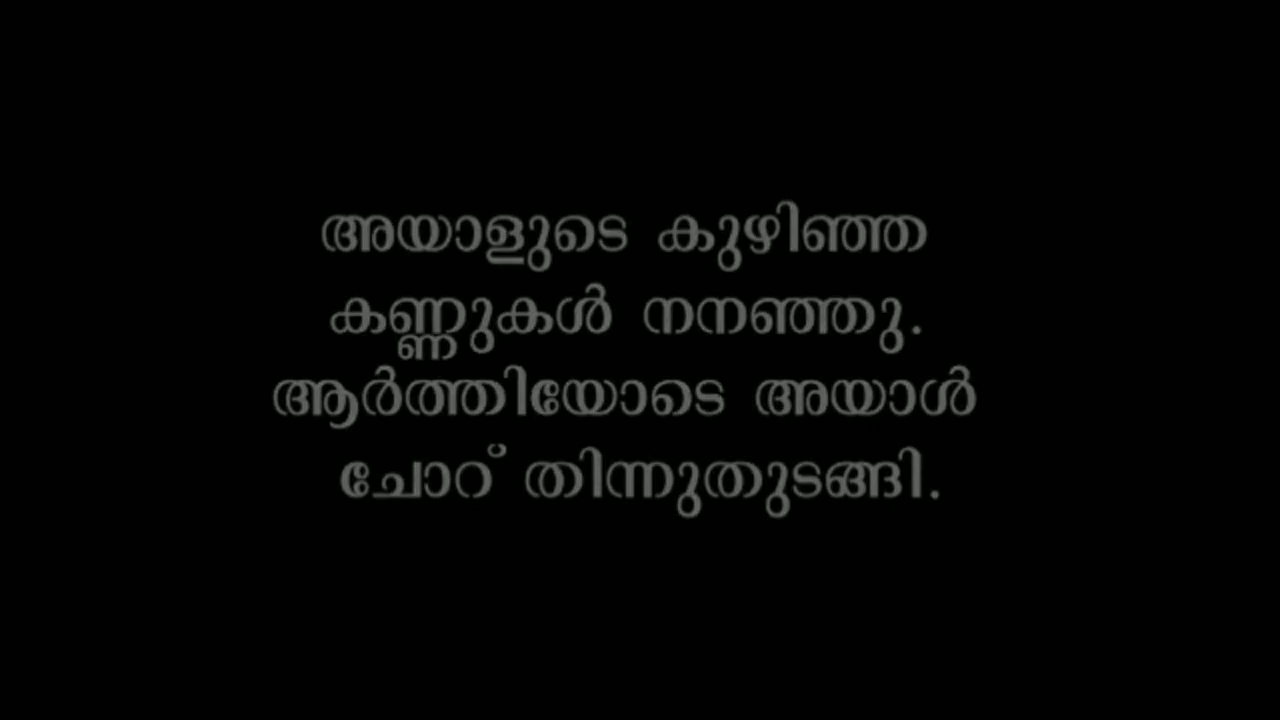 അയാളുടെ കുഴിഞ്ഞ
കണ്ണുകൾ നനഞ്ഞു.
ആർത്തിയോടെ അയാൾ
ചോറ് തിന്നുതുടങ്ങി.